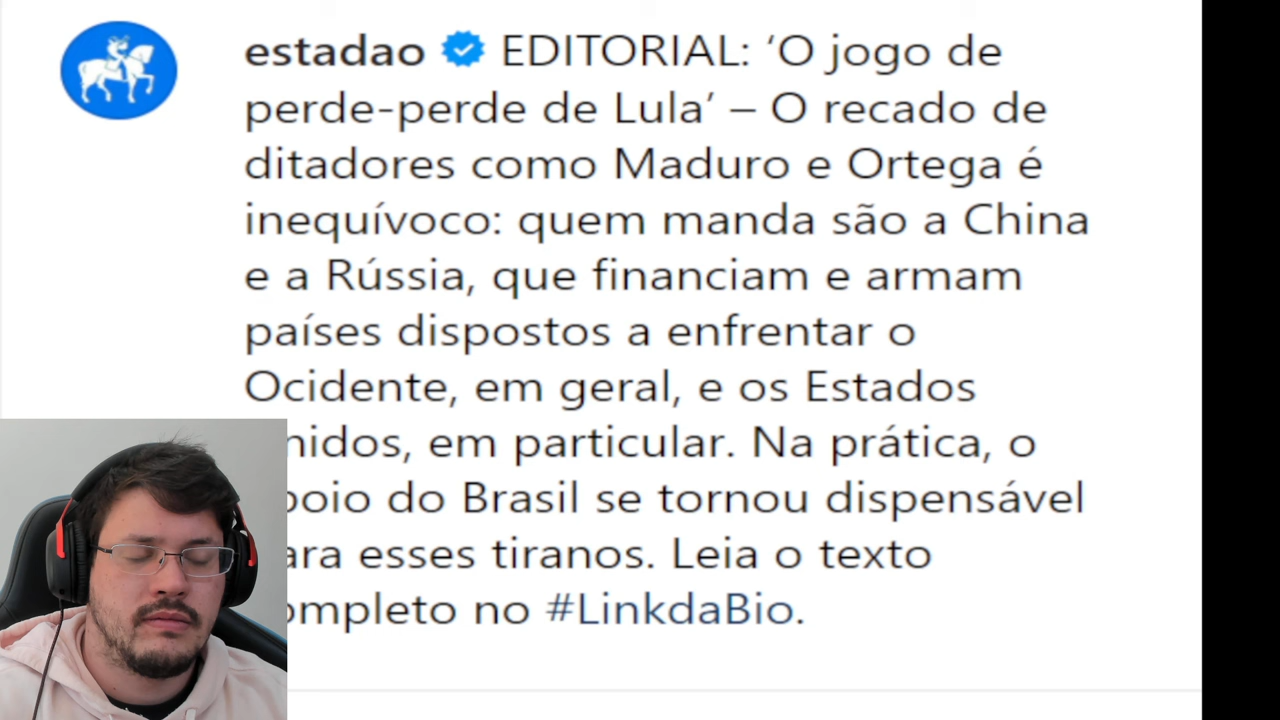 estadao EDITORIAL: ‘O jogo de
perde-perde de Lula’ – O recado de
ditadores como Maduro e Ortega é
inequívoco: quem manda são a China
e a Rússia, que financiam e armam
países dispostos a enfrentar o
Ocidente, em geral, e os Estados
nidos, em particular. Na prática, o
poio do Brasil se tornou dispensável
ara esses tiranos. Leia o texto
ompleto no #LinkdaBio.